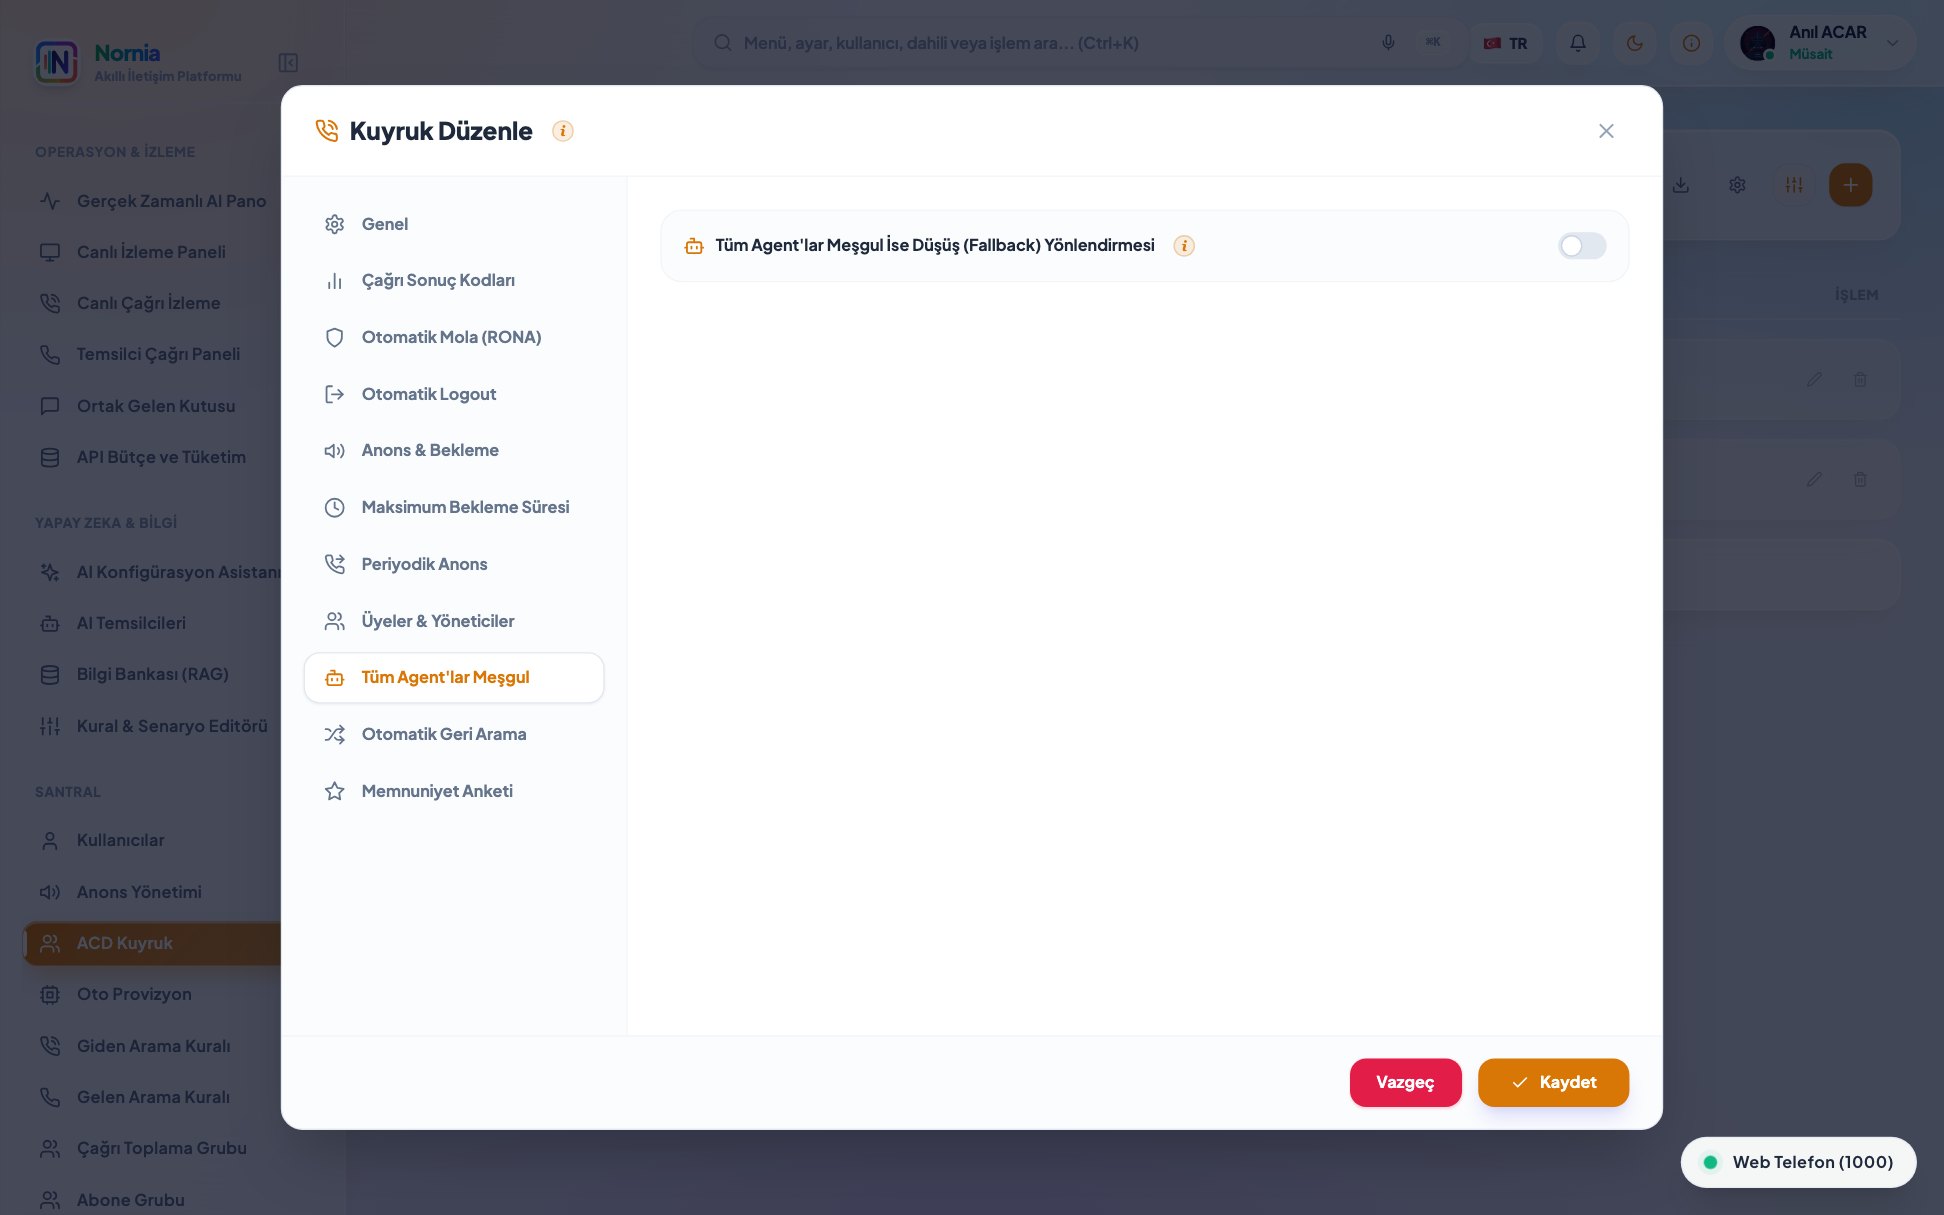 Nornia
Akıllı İletişim Platformu
Menü, ayar, kullanıcı, dahili veya işlem ara... (Ctrl+K)
⌘K
TR
Anıl ACAR
Müsait
OPERASYON & İZLEME
Gerçek Zamanlı AI Pano
Canlı İzleme Paneli
Canlı Çağrı İzleme
Temsilci Çağrı Paneli
Ortak Gelen Kutusu
API Bütçe ve Tüketim
YAPAY ZEKA & BİLGİ
AI Konfigürasyon Asistanı
AI Temsilcileri
Bilgi Bankası (RAG)
Kural & Senaryo Editörü
SANTRAL
Kullanıcılar
Anons Yönetimi
ACD Kuyruk
Oto Provizyon
Giden Arama Kuralı
Gelen Arama Kuralı
Çağrı Toplama Grubu
Abone Grubu
Kuyruk Düzenle
Genel
Çağrı Sonuç Kodları
Otomatik Mola (RONA)
Otomatik Logout
Anons & Bekleme
Maksimum Bekleme Süresi
Periyodik Anons
Üyeler & Yöneticiler
Tüm Agent'lar Meşgul
Otomatik Geri Arama
Memnuniyet Anketi
Tüm Agent'lar Meşgul İse Düşüş (Fallback) Yönlendirmesi
İŞLEM
Vazgeç
Kaydet
Web Telefon (1000)